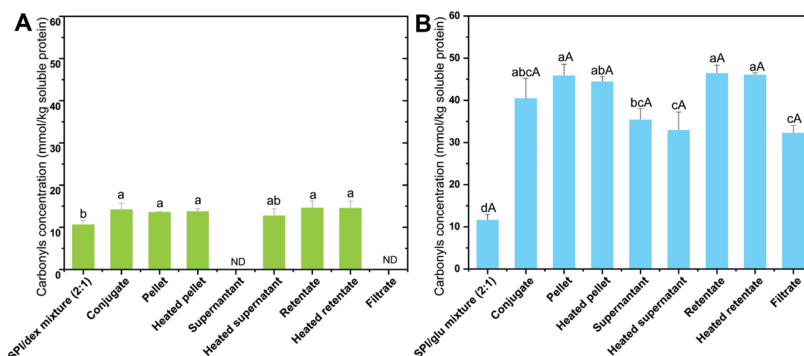 A
Carbonyls concentration (mmol/kg soluble protein)
60
50
40
30
20
10
0
b
a
a
a
ND
ab
a
a
ND
SPI/dex mixture (2:1)
Conjugate
Pellet
Heated pellet
Supernantant
Heated supernatant
Retentate
Heated retentate
Filtrate
B
Carbonyls concentration (mmol/kg soluble protein)
60
50
40
30
20
10
0
dA
abcA
aA
abA
bcA
cA
aA
aA
cA
SPI/glu mixture (2:1)
Conjugate
Pellet
Heated pellet
Supernantant
Heated supernatant
Retentate
Heated retentate
Filtrate